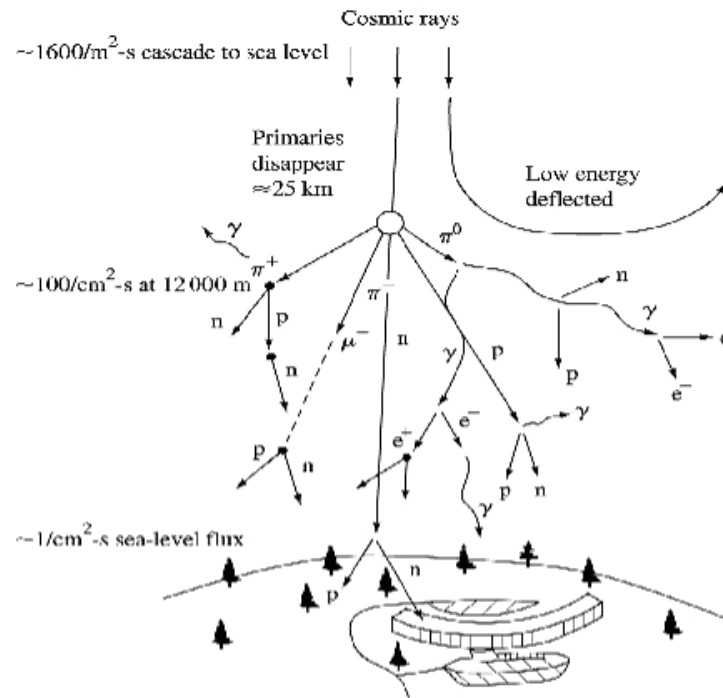 Cosmic rays
~1600/m²-s cascade to sea level
Primaries
disappear
≈25 km
Low energy
deflected
π⁰
γ
π⁺
n
~100/cm²-s at 12 000 m
π⁻
γ
p
n
μ⁻
n
p
γ
n
p
e⁻
e⁺
e⁻
γ
p
n
p
n
γ
~1/cm²-s sea-level flux
n
p